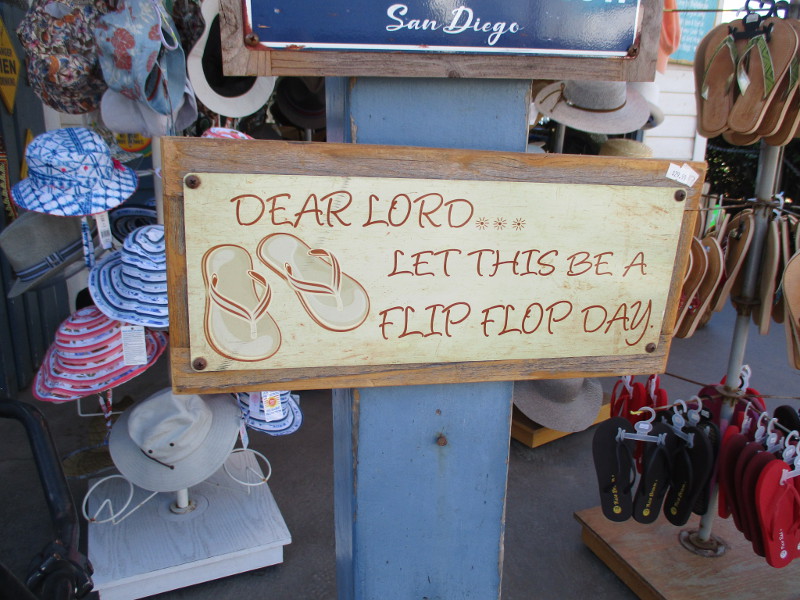 San Diego
DEAR LORD...
LET THIS BE A
FLIP FLOP DAY.